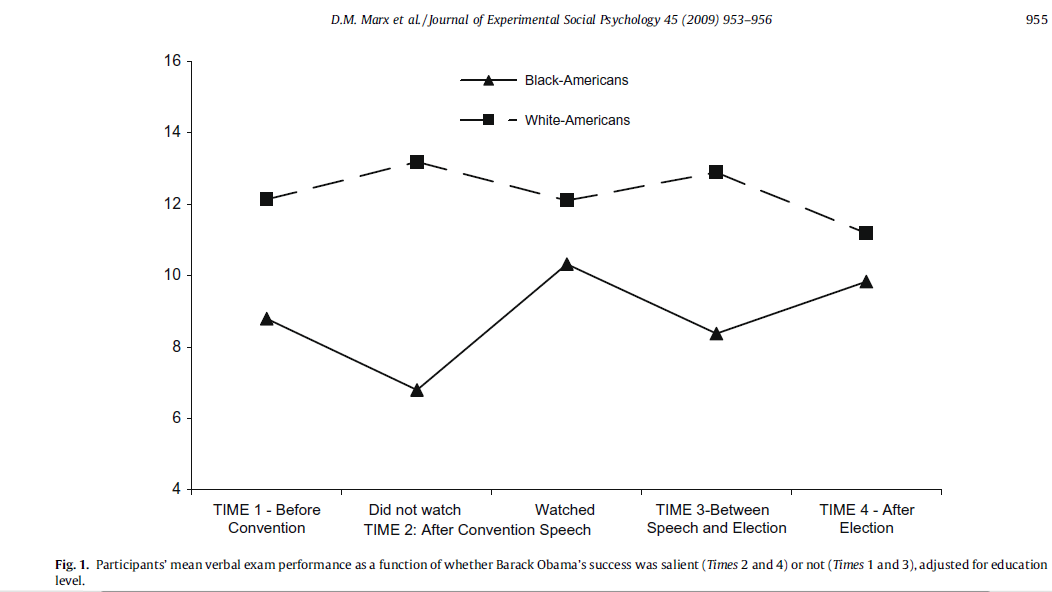 D.M. Marx et al./Journal of Experimental Social Psychology 45 (2009) 953–956
955
16
14
12
10
8
6
4
Black-Americans
White-Americans
TIME 1 - Before
Convention
Did not watch
Watched
TIME 2: After Convention Speech
TIME 3-Between
Speech and Election
TIME 4 - After
Election
Fig. 1. Participants' mean verbal exam performance as a function of whether Barack Obama's success was salient (Times 2 and 4) or not (Times 1 and 3), adjusted for education
level.